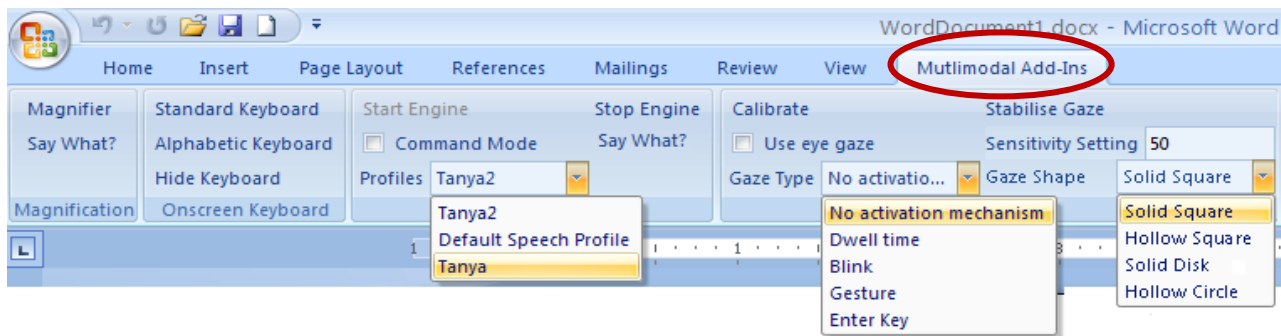 WordDocument1.docx - Microsoft Word
Home Insert Page Layout References Mailings Review View Mutlimodal Add-Ins
Magnifier Standard Keyboard Start Engine Stop Engine Calibrate Stabilise Gaze
Say What? Alphabetic Keyboard Command Mode Say What? Use eye gaze Sensitivity Setting 50
Hide Keyboard Profiles Tanya2 Gaze Type No activatio... Gaze Shape Solid Square
Magnification Onscreen Keyboard Tanya2 No activation mechanism Solid Square
Default Speech Profile Dwell time Hollow Square
L 1 Tanya 1 Blink 3 Solid Disk
Gesture Hollow Circle
Enter Key